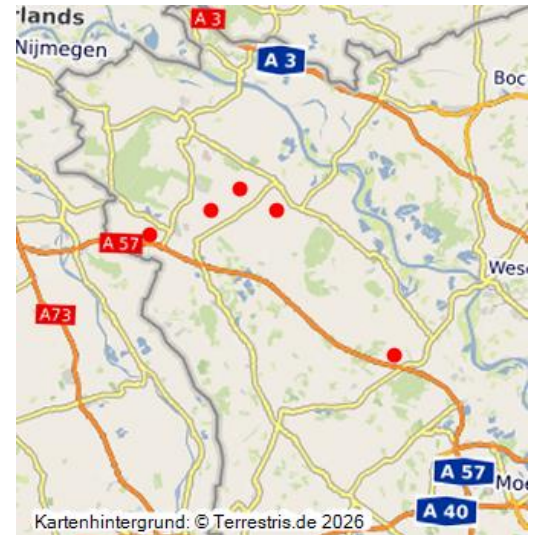 rlands
A 3
Nijmegen
A 3
Boc
A 57
Wese
A73
A 57
Moe
A 40
Kartenhintergrund: © Terrestris.de 2026